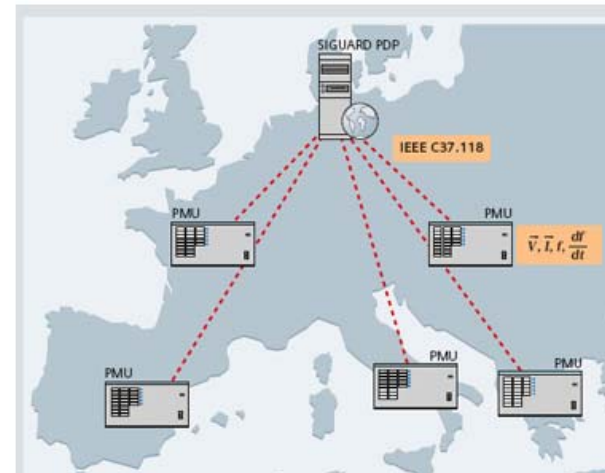 SIGUARD PDP
IEEE C37.118
PMU
PMU
V⃗, I⃗, f, df/dt
PMU
PMU
PMU